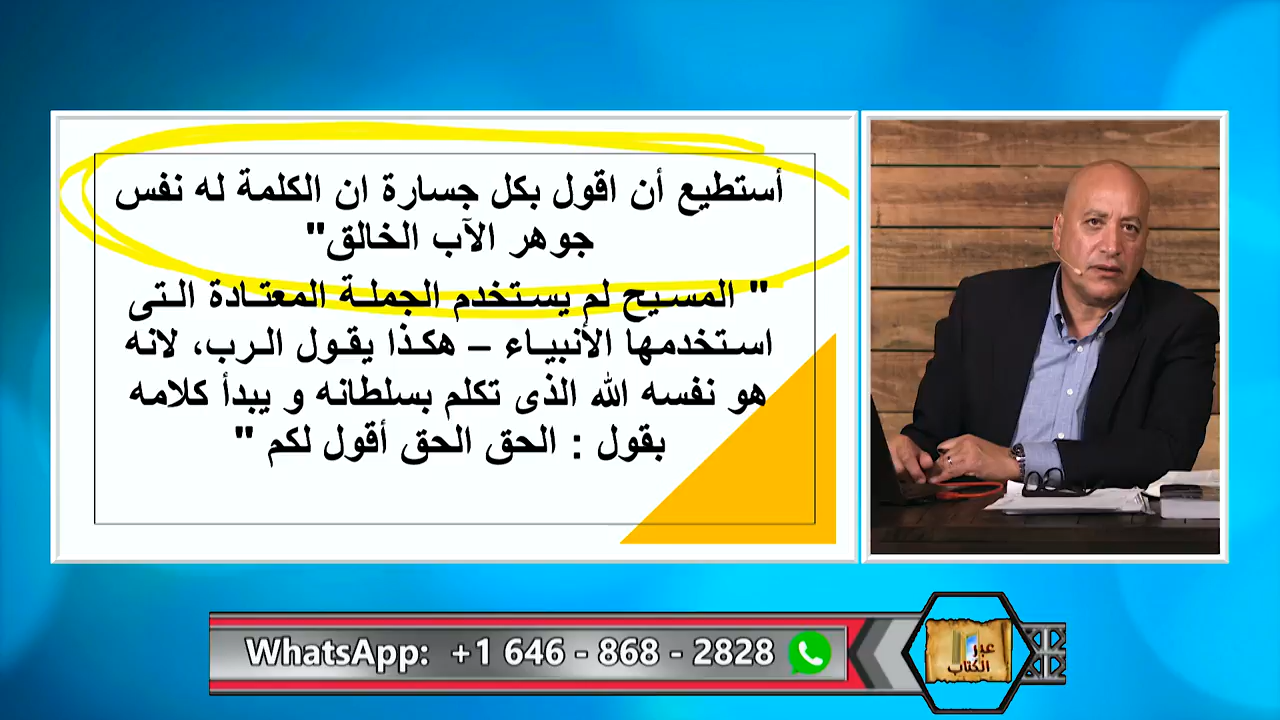 أستطيع أن اقول بكل جسارة ان الكلمة له نفس
جوهر الآب الخالق"
" المسيح لم يستخدم الجملة المعتادة التى
استخدمها الأنبياء – هكذا يقول الرب، لانه
هو نفسه الله الذى تكلم بسلطانه و يبدأ كلامه
بقول : الحق الحق أقول لكم "
WhatsApp: +1 646 - 868 - 2828
عبر
الكتاب